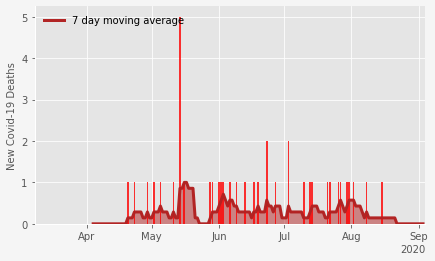 7 day moving average
New Covid-19 Deaths
5
4
3
2
1
0
Apr
May
Jun
Jul
Aug
Sep
2020